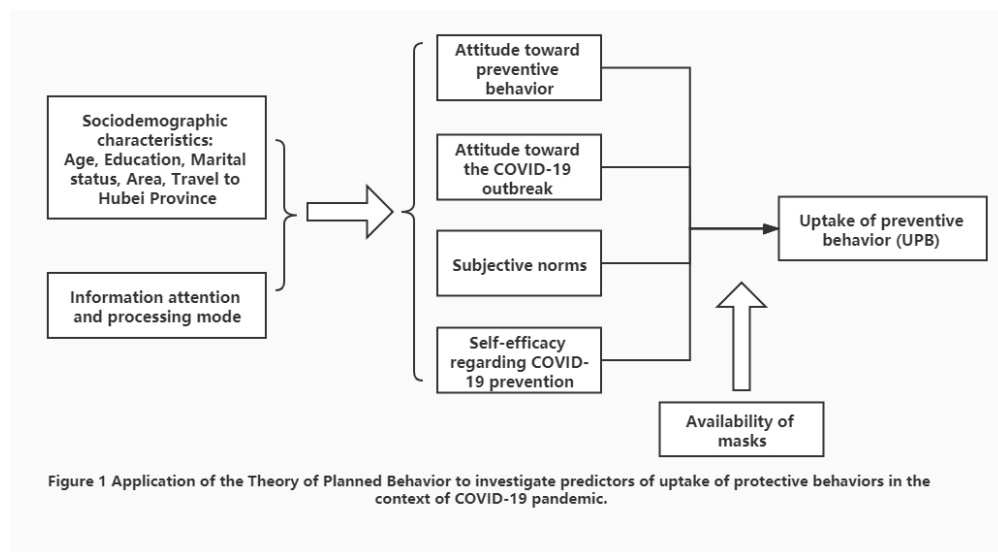 Sociodemographic
characteristics:
Age, Education, Marital
status, Area, Travel to
Hubei Province
Information attention
and processing mode
Attitude toward
preventive
behavior
Attitude toward
the COVID-19
outbreak
Subjective norms
Self-efficacy
regarding COVID-
19 prevention
Uptake of preventive
behavior (UPB)
Availability of
masks
Figure 1 Application of the Theory of Planned Behavior to investigate predictors of uptake of protective behaviors in the
context of COVID-19 pandemic.